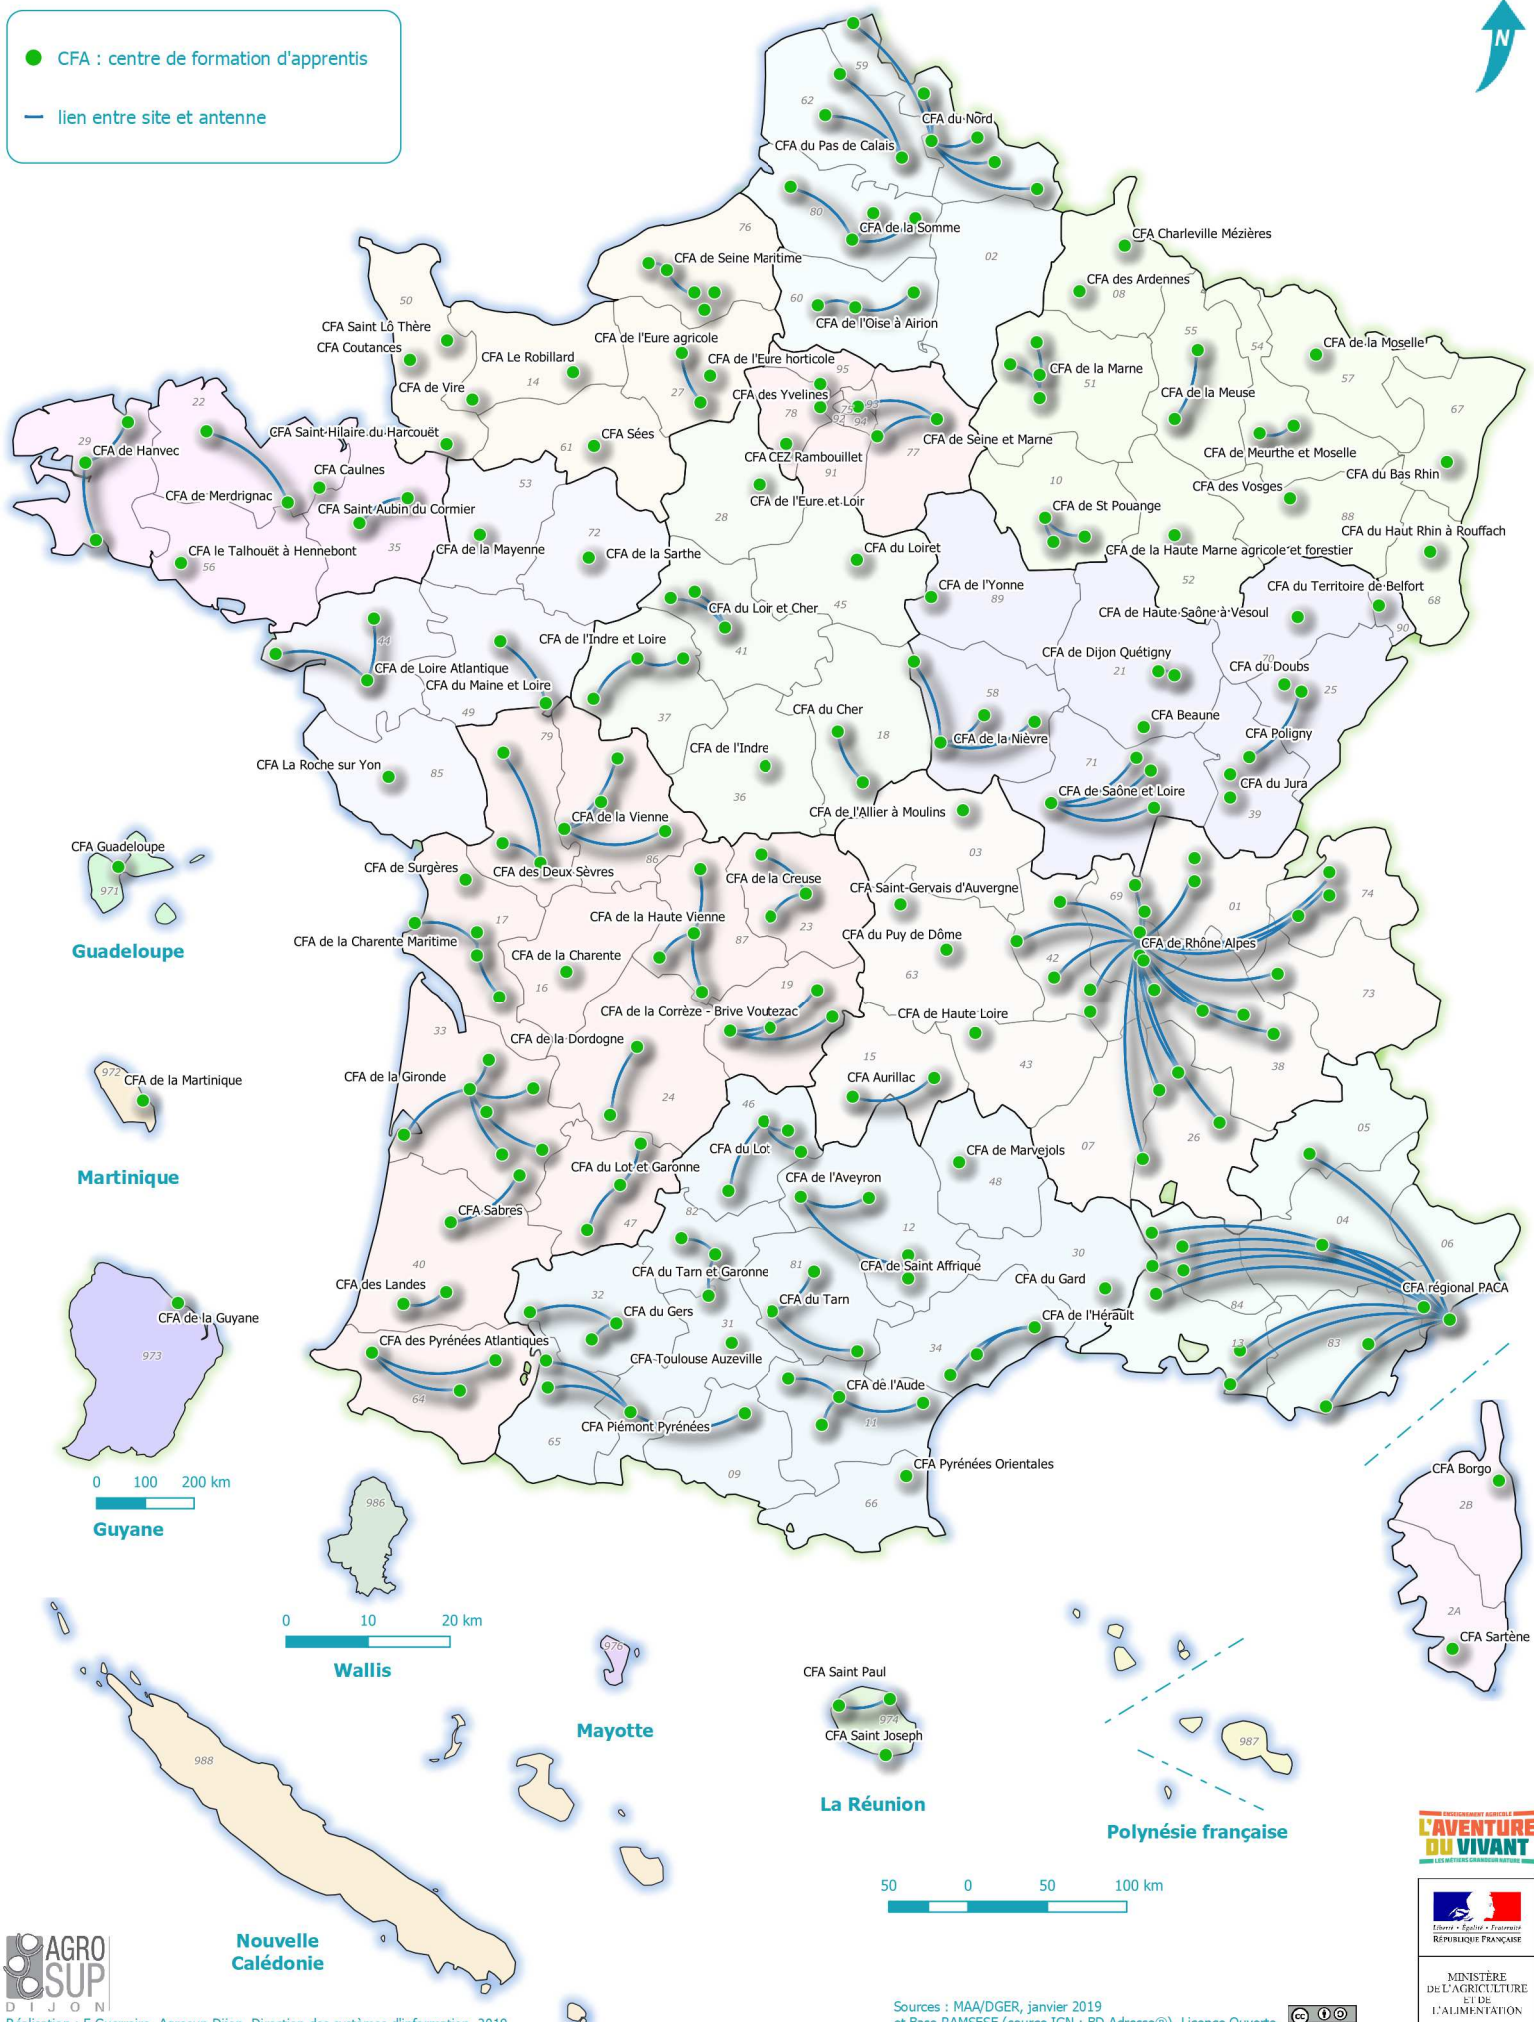 CFA : centre de formation d'apprentis
lien entre site et antenne
N
59
62
CFA du Nord
CFA du Pas de Calais
80
CFA de la Somme
76
02
CFA Charleville Mézières
CFA de Seine Maritime
CFA des Ardennes
08
60
50
CFA de l'Oise à Airion
CFA Saint Lô Thère
CFA de l'Eure agricole
55
54
CFA de la Moselle
CFA Coutances
CFA Le Robillard
CFA de l'Eure horticole
95
CFA de la Marne
51
57
14
CFA de Vire
27
CFA des Yvelines
CFA de la Meuse
22
78
75
93
92
94
67
29
CFA Saint-Hilaire du Harcouët
CFA Sées
61
CFA de Seine et Marne
77
CFA de Hanvec
CFA CEZ Rambouillet
CFA de Meurthe et Moselle
CFA Caulnes
91
CFA du Bas Rhin
53
10
CFA des Vosges
CFA de Merdrignac
CFA de l'Eure et Loir
CFA Saint Aubin du Cormier
28
CFA de St Pouange
88
72
CFA du Haut Rhin à Rouffach
35
CFA de la Mayenne
CFA de la Sarthe
CFA du Loiret
CFA de la Haute Marne agricole et forestier
CFA le Talhouët à Hennebont
56
52
CFA de l'Yonne
CFA du Territoire de Belfort
89
68
45
CFA du Loir et Cher
CFA de Haute Saône à Vesoul
90
44
CFA de l'Indre et Loire
41
CFA de Dijon Quétigny
70
CFA de Loire Atlantique
21
CFA du Doubs
CFA du Maine et Loire
58
25
49
37
CFA du Cher
CFA Beaune
79
18
CFA de la Nièvre
CFA Poligny
CFA de l'Indre
CFA La Roche sur Yon
85
71
CFA du Jura
36
CFA de Saône et Loire
CFA de l'Allier à Moulins
39
CFA de la Vienne
CFA Guadeloupe
86
03
CFA de Surgères
CFA des Deux Sèvres
CFA de la Creuse
CFA Saint-Gervais d'Auvergne
971
69
74
17
CFA de la Haute Vienne
01
23
CFA du Puy de Dôme
CFA de la Charente Maritime
87
CFA de Rhône Alpes
Guadeloupe
CFA de la Charente
42
63
16
19
73
CFA de la Corrèze - Brive Voutezac
CFA de Haute Loire
33
CFA de la Dordogne
15
43
38
972
CFA de la Martinique
CFA de la Gironde
CFA Aurillac
24
46
05
26
07
CFA du Lot
CFA de Marvejols
CFA du Lot et Garonne
CFA de l'Aveyron
Martinique
48
CFA Sabres
47
82
12
04
06
40
CFA du Tarn et Garonne
81
CFA de Saint Affrique
30
CFA des Landes
CFA du Gard
CFA régional PACA
32
CFA du Gers
CFA du Tarn
84
CFA de la Guyane
31
CFA de l'Hérault
CFA des Pyrénées Atlantiques
34
13
83
973
CFA Toulouse Auzeville
64
CFA de l'Aude
CFA Piémont Pyrénées
11
65
CFA Pyrénées Orientales
09
CFA Borgo
0 100 200 km
66
986
2B
Guyane
2A
0 10 20 km
CFA Sartène
976
Wallis
CFA Saint Paul
974
Mayotte
CFA Saint Joseph
987
988
La Réunion
Polynésie française
ENSEIGNEMENT AGRICOLE
L'AVENTURE
DU VIVANT
LES MÉTIERS GRANDEUR NATURE
50 0 50 100 km
Liberté • Égalité • Fraternité
RÉPUBLIQUE FRANÇAISE
Nouvelle
Calédonie
AGRO
SUP
DIJON
MINISTÈRE
DE L'AGRICULTURE
ET DE
L'ALIMENTATION
Sources : MAA/DGER, janvier 2019
cc